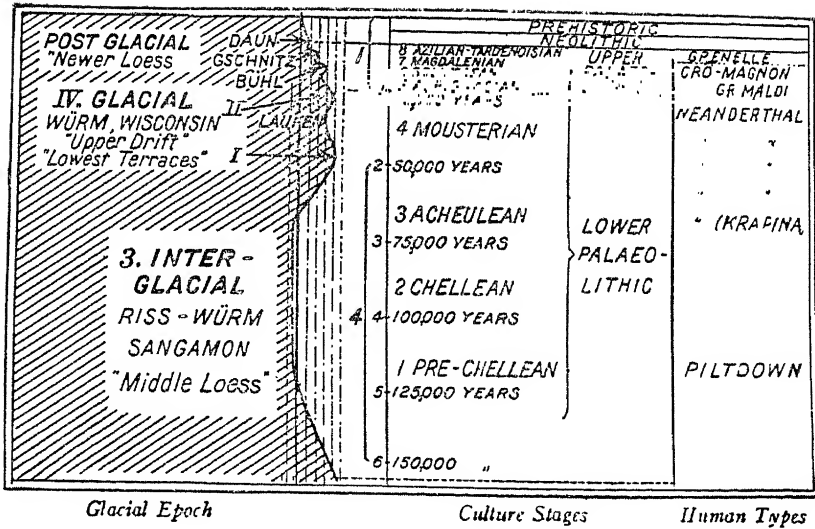 PREHISTORIC
NEOLITHIC
POST GLACIAL
"Newer Loess"
DAUN
GSCHNITZ
BÜHL
1
8 AZILIAN-TARDENOISIAN
7 MAGDALENIAN
UPPER
GRENELLE
CRO-MAGNON
IV. GLACIAL
WÜRM, WISCONSIN
"Upper Drift"
"Lowest Terraces"
II
LAUFEN
I
YEARS
4 MOUSTERIAN
NEANDERTHAL
"
2-50,000 YEARS
"
"
3 ACHEULEAN
" (KRAPINA
3-75,000 YEARS
LOWER
PALAEO-
LITHIC
3. INTER-
GLACIAL
RISS-WÜRM
SANGAMON
"Middle Loess"
2 CHELLEAN
4
4-100,000 YEARS
1 PRE-CHELLEAN
PILTDOWN
5-125,000 YEARS
6-150,000 "
Glacial Epoch
Culture Stages
Human Types